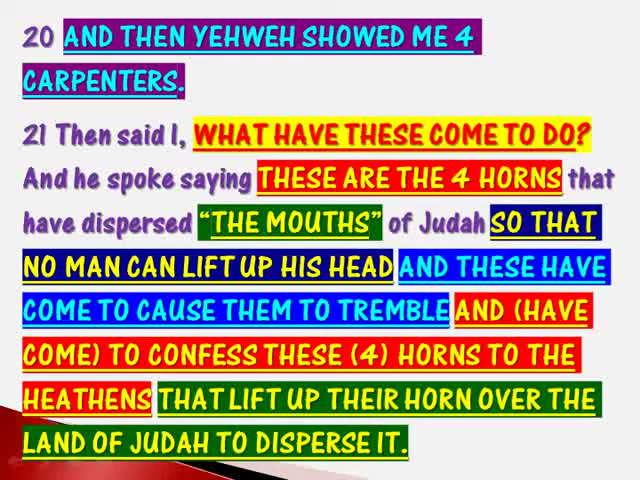 20 AND THEN YEHWEH SHOWED ME 4
CARPENTERS.
21 Then said I, WHAT HAVE THESE COME TO DO?
And he spoke saying THESE ARE THE 4 HORNS that
have dispersed “THE MOUTHS” of Judah SO THAT
NO MAN CAN LIFT UP HIS HEAD AND THESE HAVE
COME TO CAUSE THEM TO TREMBLE AND (HAVE
COME) TO CONFESS THESE (4) HORNS TO THE
HEATHENS THAT LIFT UP THEIR HORN OVER THE
LAND OF JUDAH TO DISPERSE IT.